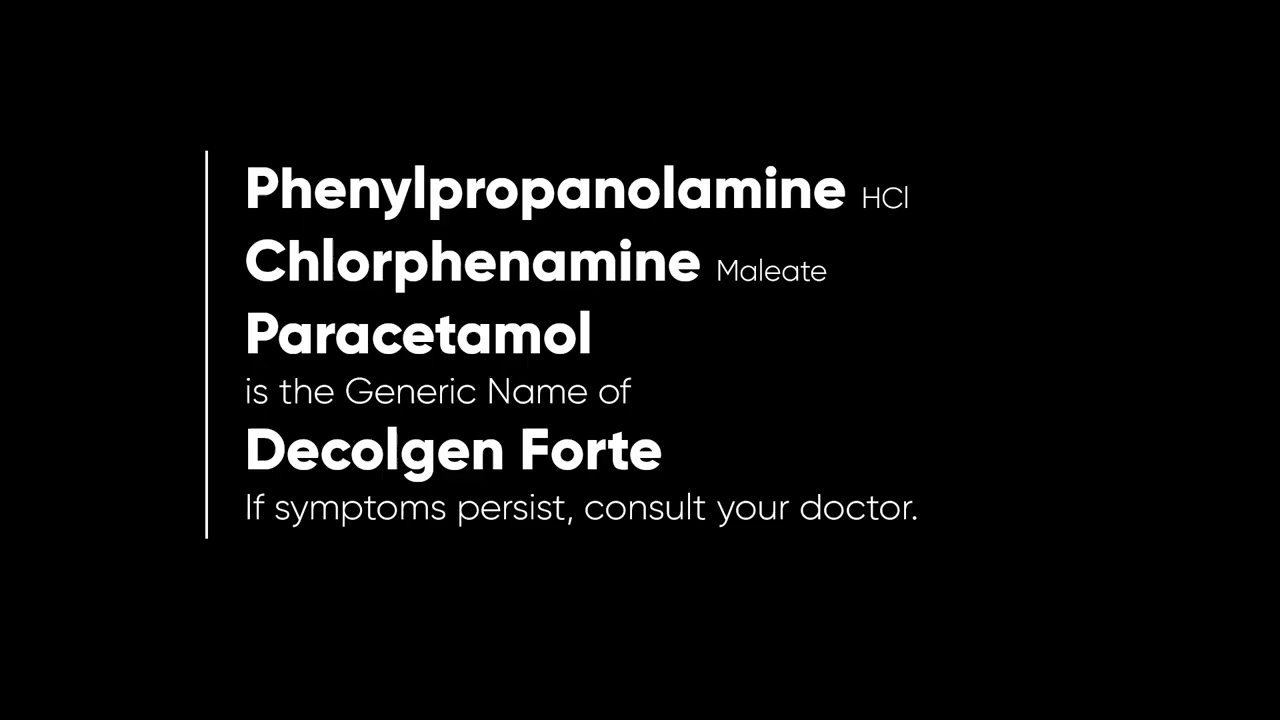 Phenylpropanolamine HCl
Chlorphenamine Maleate
Paracetamol
is the Generic Name of
Decolgen Forte
If symptoms persist, consult your doctor.